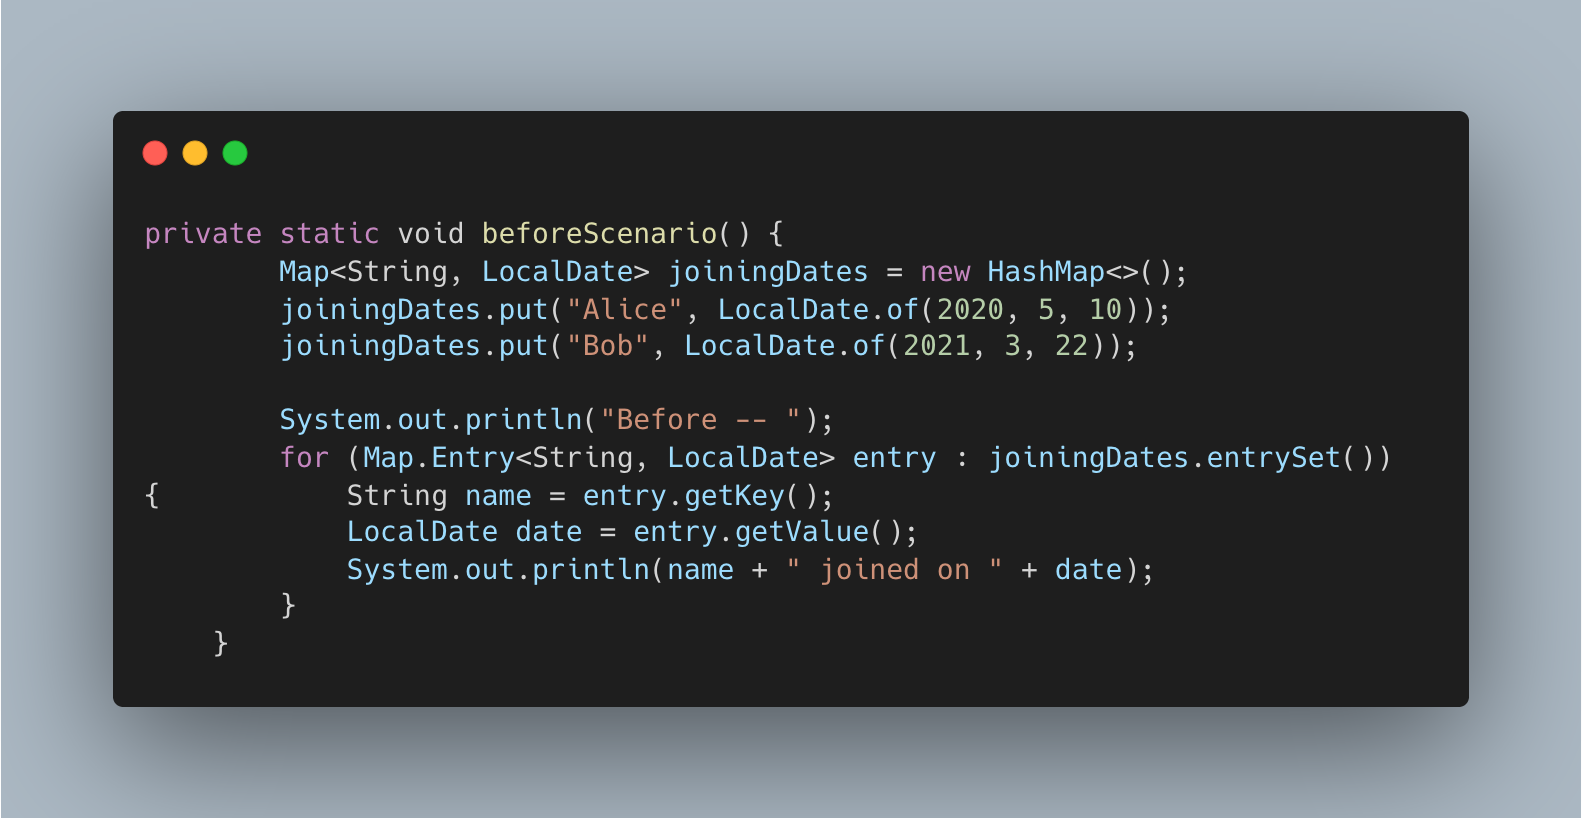 private static void beforeScenario() {
        Map<String, LocalDate> joiningDates = new HashMap<>();
        joiningDates.put("Alice", LocalDate.of(2020, 5, 10));
        joiningDates.put("Bob", LocalDate.of(2021, 3, 22));

        System.out.println("Before -- ");
        for (Map.Entry<String, LocalDate> entry : joiningDates.entrySet())
{           String name = entry.getKey();
            LocalDate date = entry.getValue();
            System.out.println(name + " joined on " + date);
        }
    }